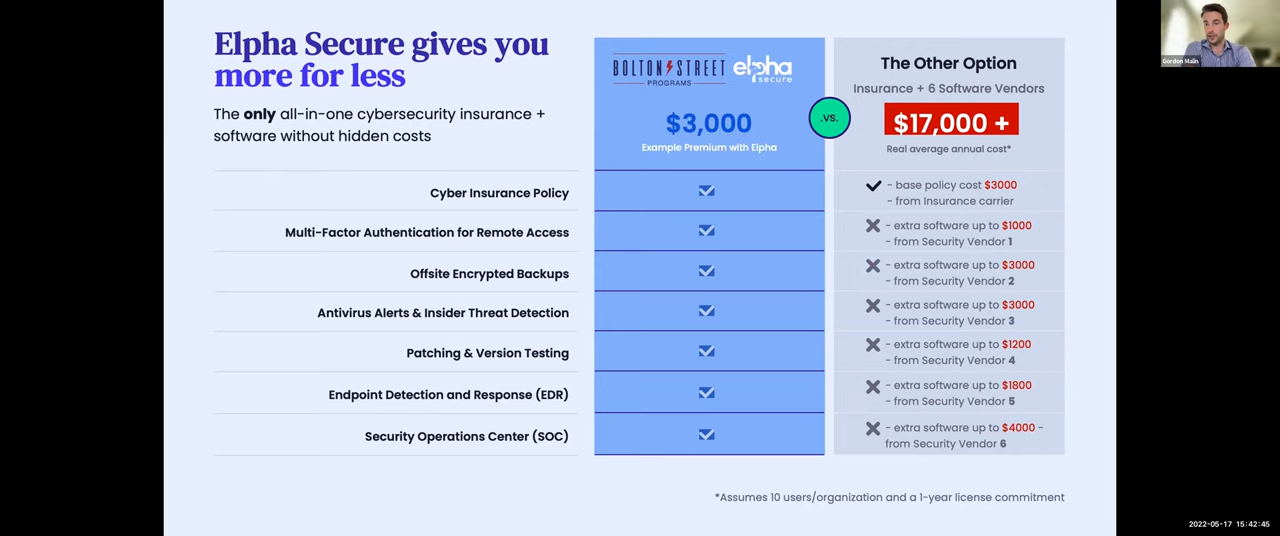 Elpha Secure gives you
more for less
The only all-in-one cybersecurity insurance +
software without hidden costs
BOLTON STREET
PROGRAMS
elpha
secure
$3,000
Example Premium with Elpha
.vs.
The Other Option
Insurance + 6 Software Vendors
$17,000 +
Real average annual cost*
Cyber Insurance Policy
- base policy cost $3000
- from Insurance carrier
Multi-Factor Authentication for Remote Access
- extra software up to $1000
- from Security Vendor 1
Offsite Encrypted Backups
- extra software up to $3000
- from Security Vendor 2
Antivirus Alerts & Insider Threat Detection
- extra software up to $3000
- from Security Vendor 3
Patching & Version Testing
- extra software up to $1200
- from Security Vendor 4
Endpoint Detection and Response (EDR)
- extra software up to $1800
- from Security Vendor 5
Security Operations Center (SOC)
- extra software up to $4000 -
from Security Vendor 6
*Assumes 10 users/organization and a 1-year license commitment
Gordon Main
2022-05-17 15:42:45